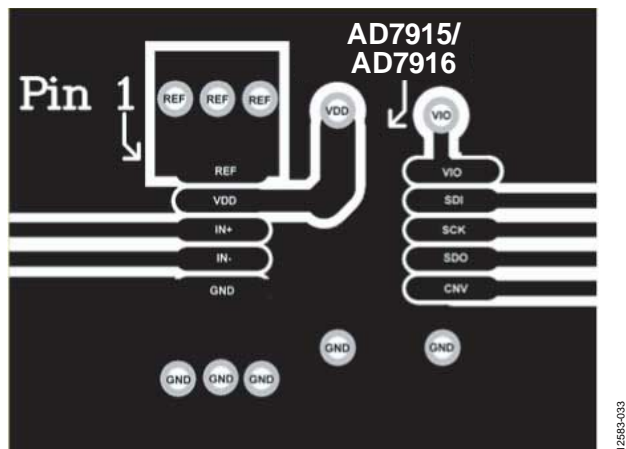 AD7915/
AD7916
Pin 1
REF REF REF
VDD
VIO
REF
VIO
VDD
SDI
IN+
SCK
IN-
SDO
GND
CNV
GND
GND
GND GND GND
12583-033